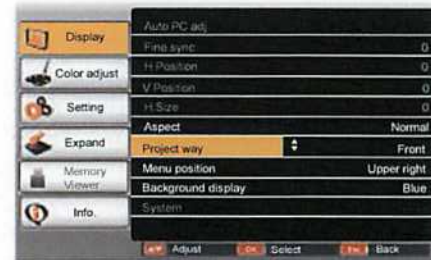 Display
Color adjust
Setting
Expand
Memory
Viewer
Info.
Auto PC adj
Fine sync 0
H Position 0
V Position 0
H.Size 0
Aspect Normal
Project way Front
Menu position Upper right
Background display Blue
System
Adjust
OK Select
Back